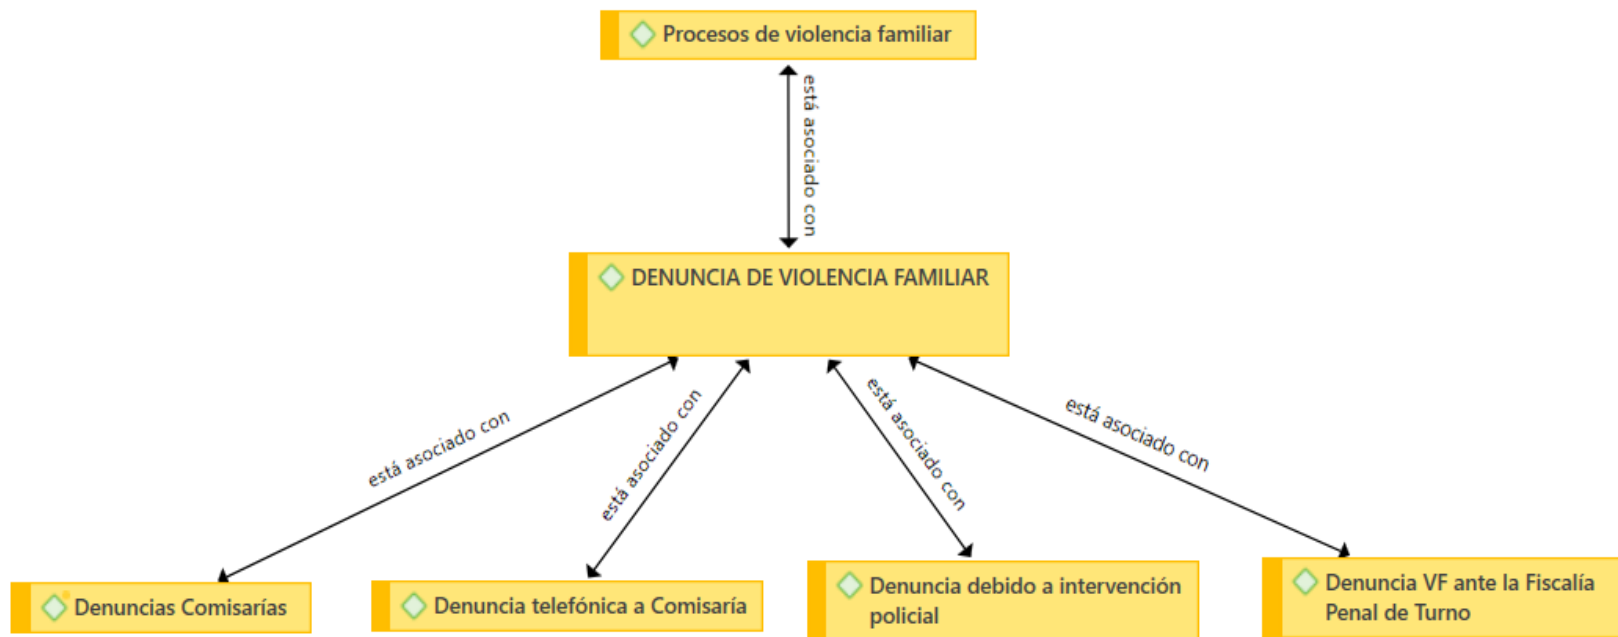 Procesos de violencia familiar
está asociado con
DENUNCIA DE VIOLENCIA FAMILIAR
está asociado con
está asociado con
está asociado con
está asociado con
Denuncias Comisarías
Denuncia telefónica a Comisaría
Denuncia debido a intervención
policial
Denuncia VF ante la Fiscalía
Penal de Turno